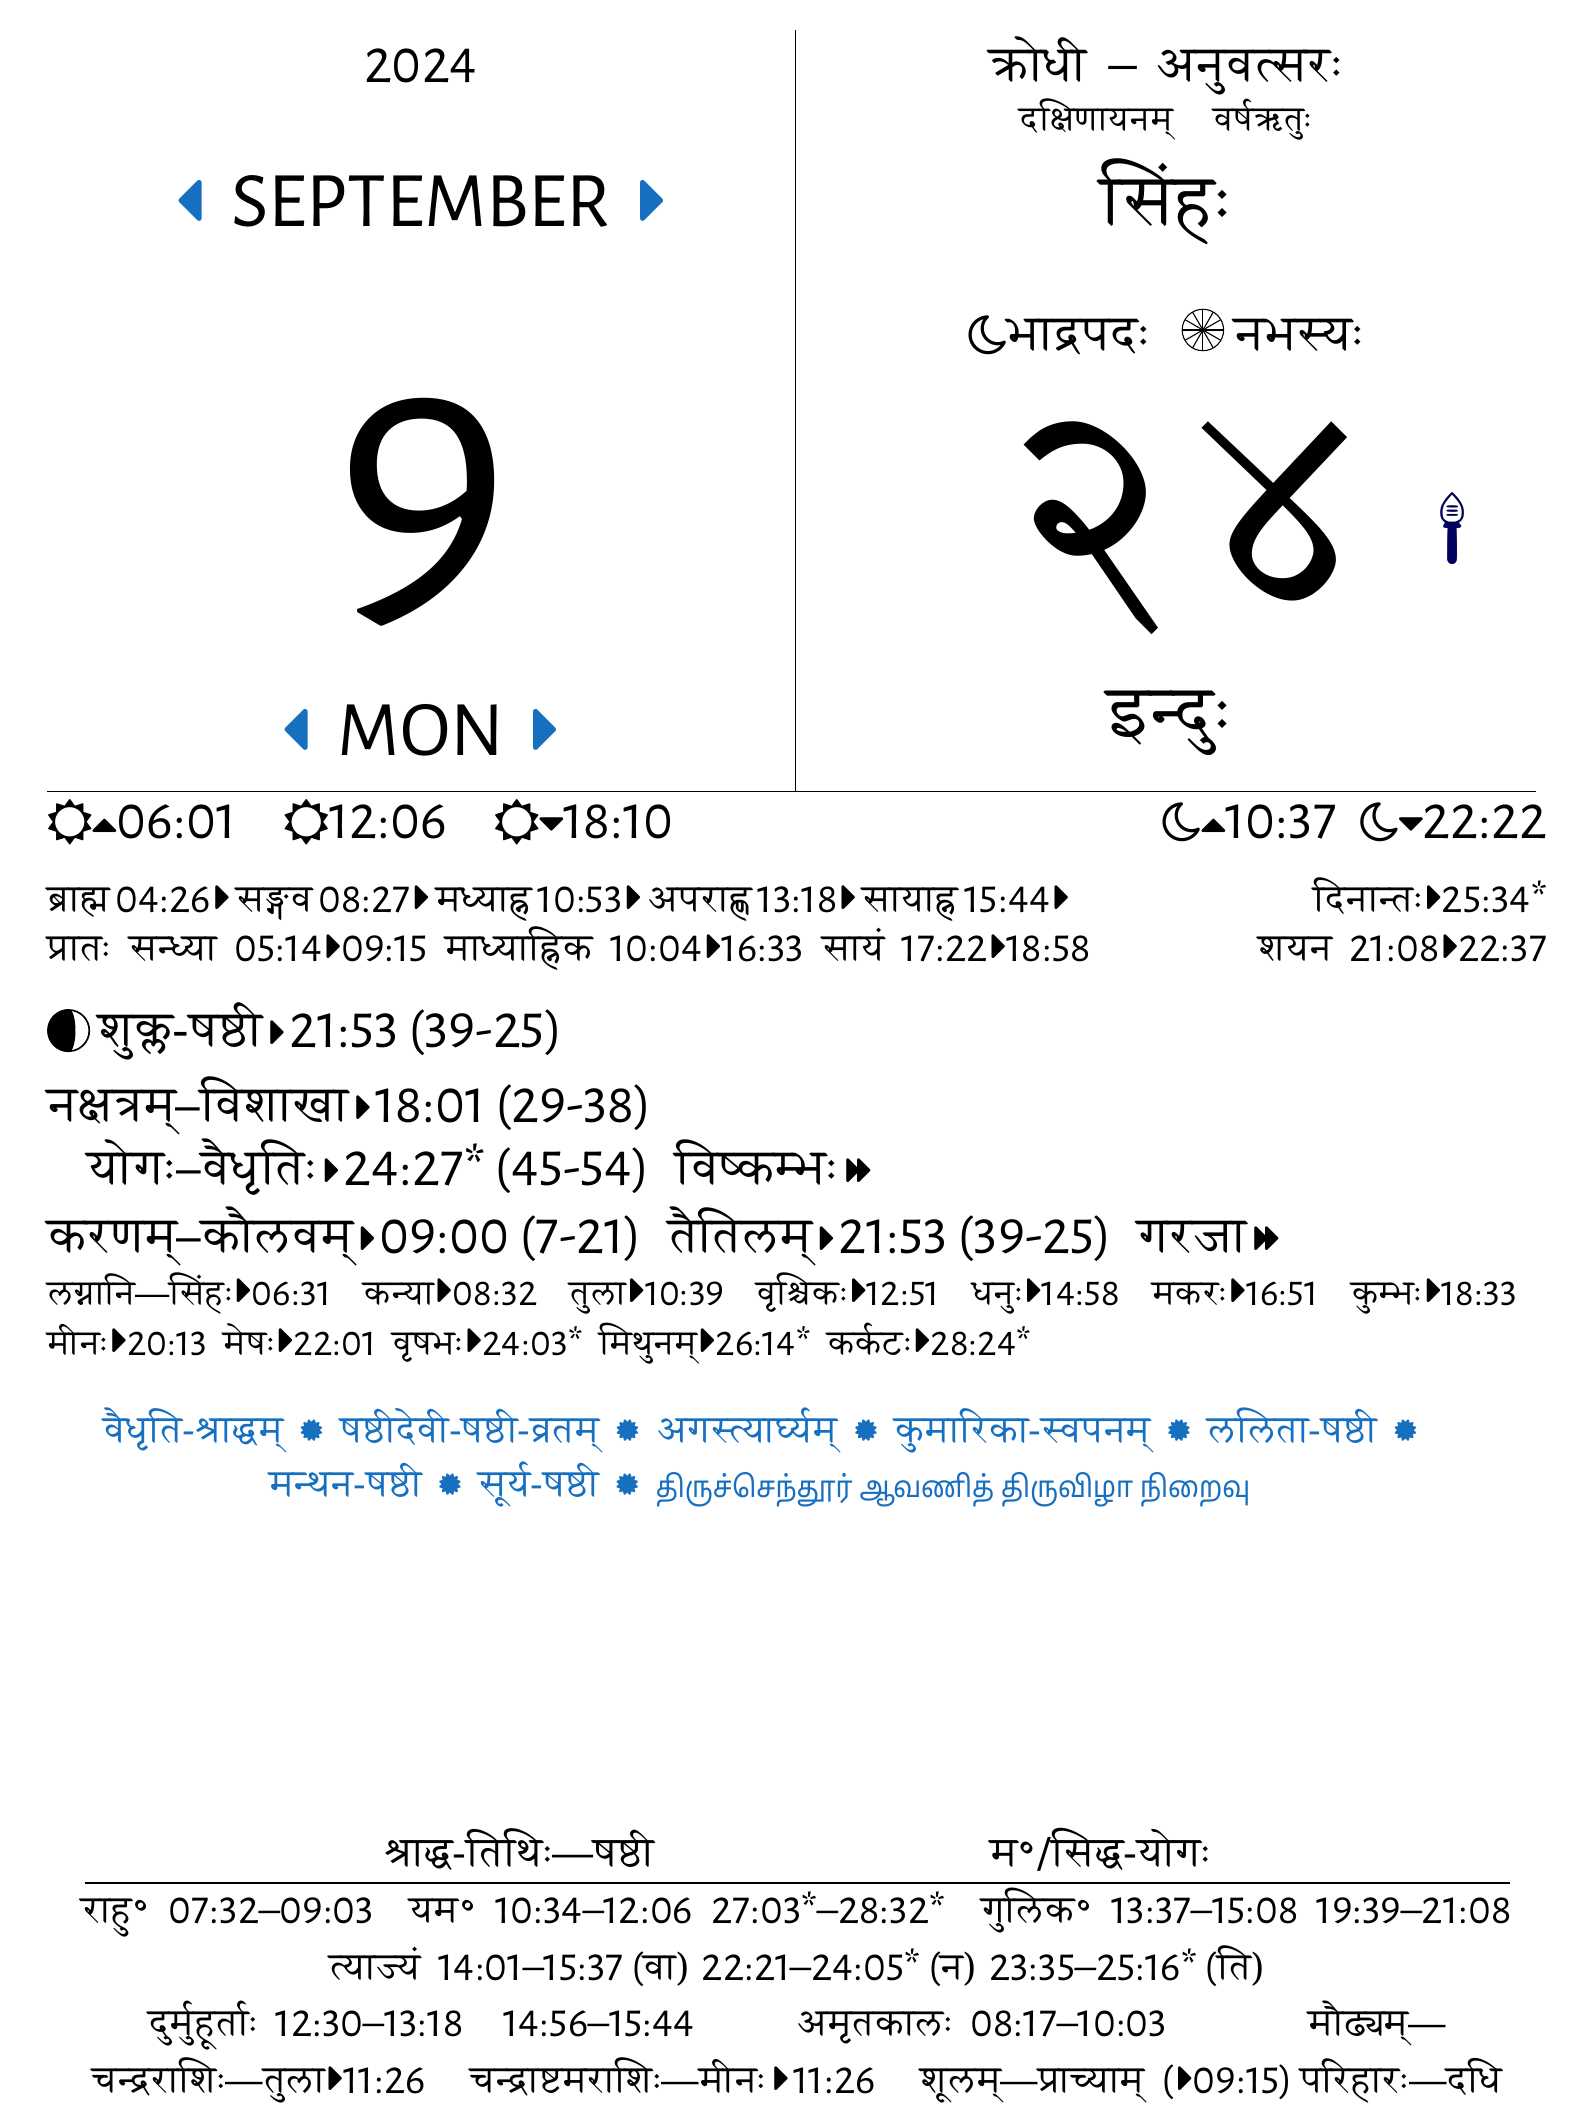 2024
SEPTEMBER
9
MON
क्रोधी – अनुवत्सरः
दक्षिणायनम् वर्षऋतुः
सिंहः
भाद्रपदः नभस्यः
२४
इन्दुः
06:01 12:06 18:10 10:37 22:22
ब्राह्म 04:26 सङ्गव 08:27 मध्याह्न 10:53 अपराह्ण 13:18 सायाह्न 15:44 दिनान्तः 25:34*
प्रातः सन्ध्या 05:14 09:15 माध्याह्निक 10:04 16:33 सायं 17:22 18:58 शयन 21:08 22:37
शुक्ल-षष्ठी 21:53 (39-25)
नक्षत्रम्–विशाखा 18:01 (29-38)
योगः–वैधृतिः 24:27* (45-54) विष्कम्भः
करणम्–कौलवम् 09:00 (7-21) तैतिलम् 21:53 (39-25) गरजा
लग्नानि—सिंहः 06:31 कन्या 08:32 तुला 10:39 वृश्चिकः 12:51 धनुः 14:58 मकरः 16:51 कुम्भः 18:33
मीनः 20:13 मेषः 22:01 वृषभः 24:03* मिथुनम् 26:14* कर्कटः 28:24*
वैधृति-श्राद्धम् षष्ठीदेवी-षष्ठी-व्रतम् अगस्त्यार्घ्यम् कुमारिका-स्वपनम् ललिता-षष्ठी
मन्थन-षष्ठी सूर्य-षष्ठी திருச்செந்தூர் ஆவணித் திருவிழா நிறைவு
श्राद्ध-तिथिः—षष्ठी म॰/सिद्ध-योगः
राहु॰ 07:32–09:03 यम॰ 10:34–12:06 27:03*–28:32* गुलिक॰ 13:37–15:08 19:39–21:08
त्याज्यं 14:01–15:37 (वा) 22:21–24:05* (न) 23:35–25:16* (ति)
दुर्मुहूर्ताः 12:30–13:18 14:56–15:44 अमृतकालः 08:17–10:03 मौढ्यम्—
चन्द्रराशिः—तुला 11:26 चन्द्राष्टमराशिः—मीनः 11:26 शूलम्—प्राच्याम् ( 09:15) परिहारः—दधि